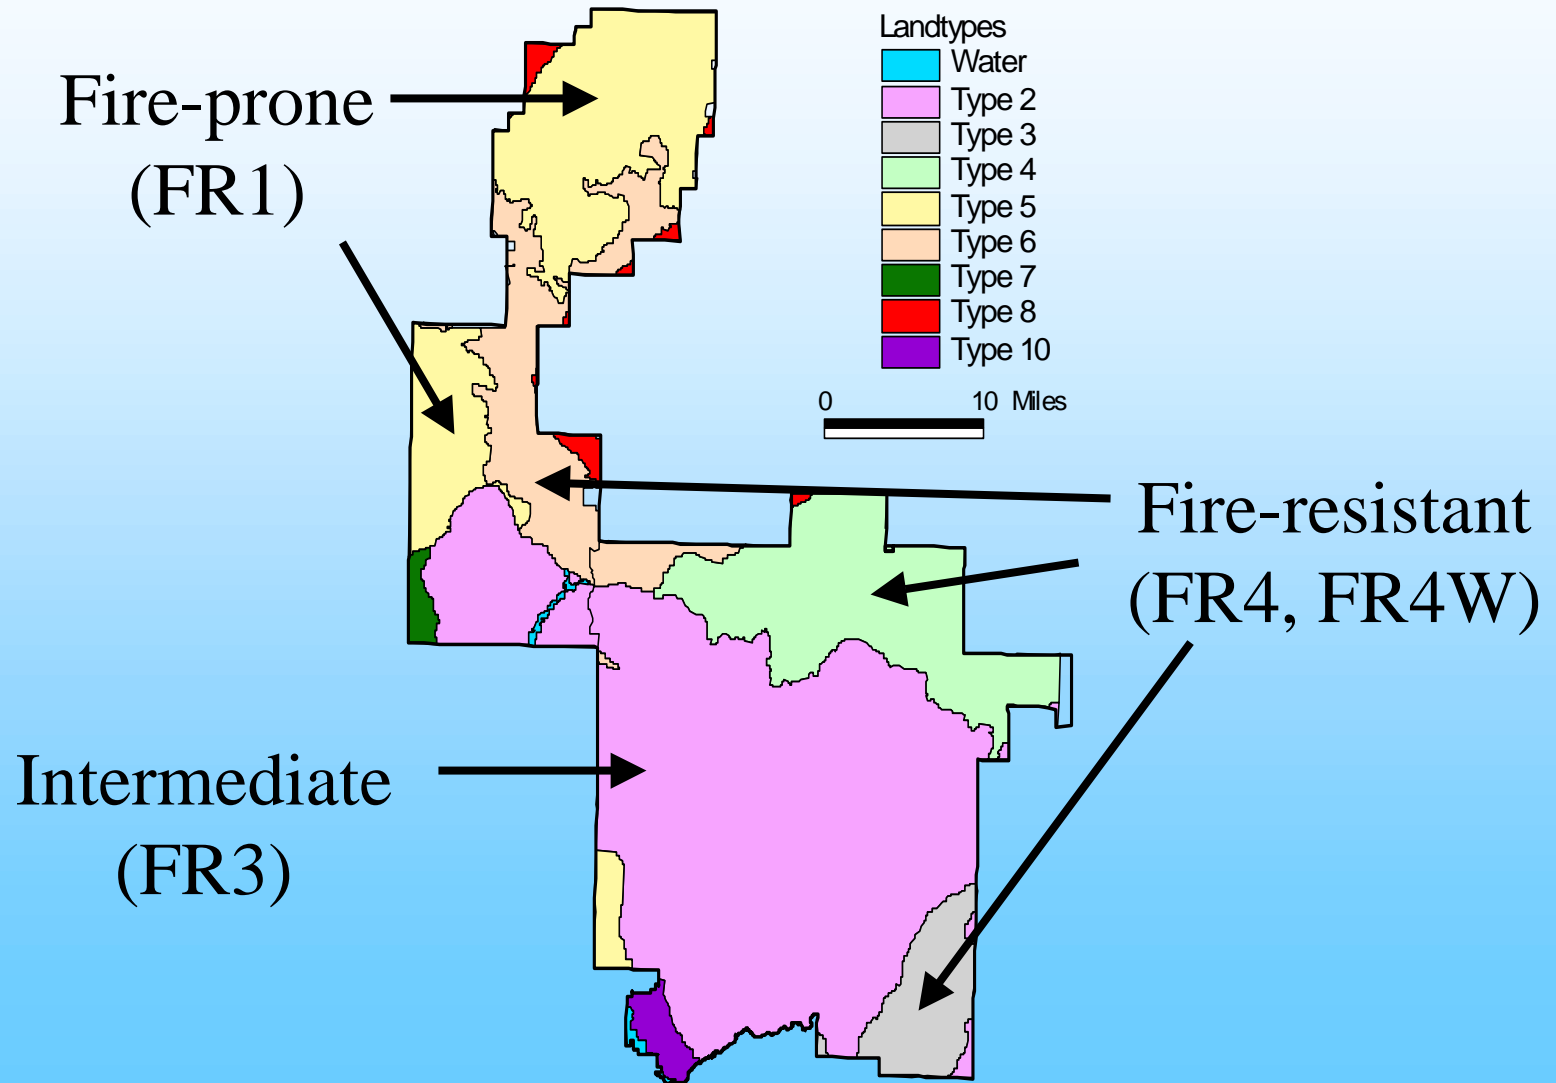 Fire-prone
(FR1)
Landtypes
Water
Type 2
Type 3
Type 4
Type 5
Type 6
Type 7
Type 8
Type 10
0 10 Miles
Fire-resistant
(FR4, FR4W)
Intermediate
(FR3)